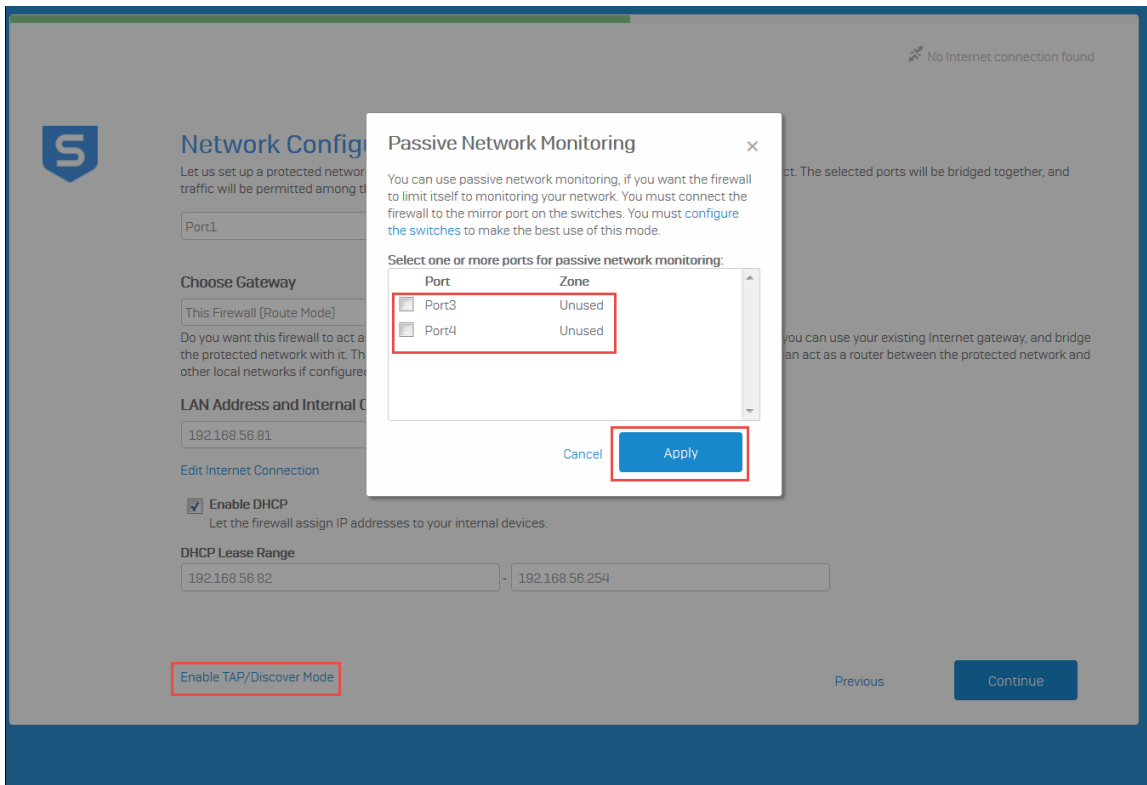 No Internet connection found
S
Network Config
Let us set up a protected networ
ct. The selected ports will be bridged together, and
traffic will be permitted among t
Port1
Choose Gateway
This Firewall (Route Mode)
Do you want this firewall to act a
you can use your existing Internet gateway, and bridge
the protected network with it. Th
an act as a router between the protected network and
other local networks if configure
LAN Address and Internal C
192.168.56.81
Edit Internet Connection
Enable DHCP
Let the firewall assign IP addresses to your internal devices.
DHCP Lease Range
192.168.56.82 - 192.168.56.254
Enable TAP/Discover Mode
Previous
Continue
Passive Network Monitoring
×
You can use passive network monitoring, if you want the firewall
to limit itself to monitoring your network. You must connect the
firewall to the mirror port on the switches. You must configure
the switches to make the best use of this mode.
Select one or more ports for passive network monitoring:
Port Zone
Port3 Unused
Port4 Unused
Cancel
Apply